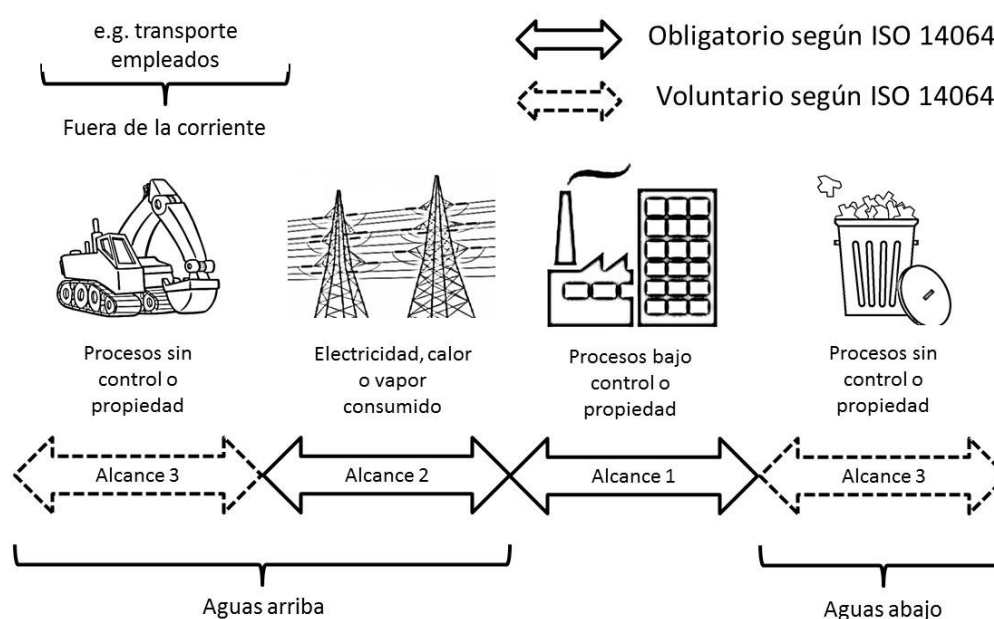 e.g. transporte
empleados
Fuera de la corriente
Obligatorio según ISO 14064
Voluntario según ISO 14064
Procesos sin
control o
propiedad
Electricidad, calor
o vapor
consumido
Procesos bajo
control o
propiedad
Procesos sin
control o
propiedad
Alcance 3
Alcance 2
Alcance 1
Alcance 3
Aguas arriba
Aguas abajo